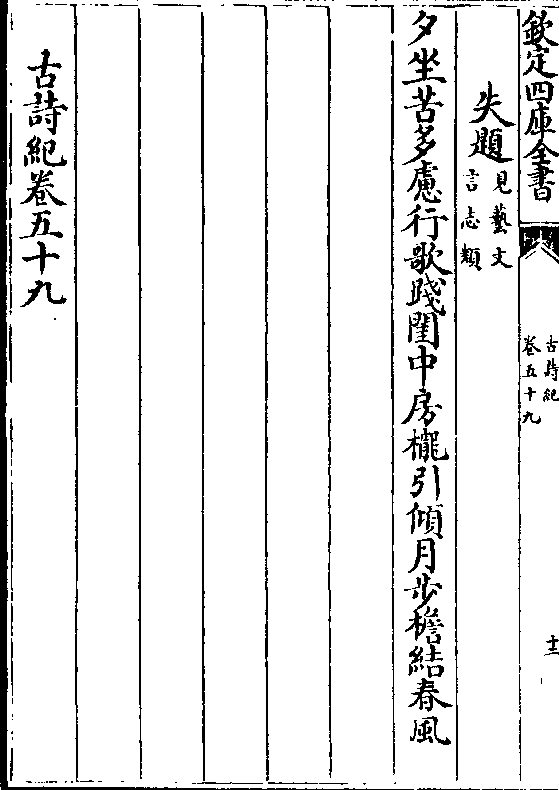 欽定四庫全書
古詩紀
卷五十九
十三
失題見藝文
言志類
夕坐苦多慮行歌踐閨中房櫳引傾月步檐結春風
古詩紀卷五十九